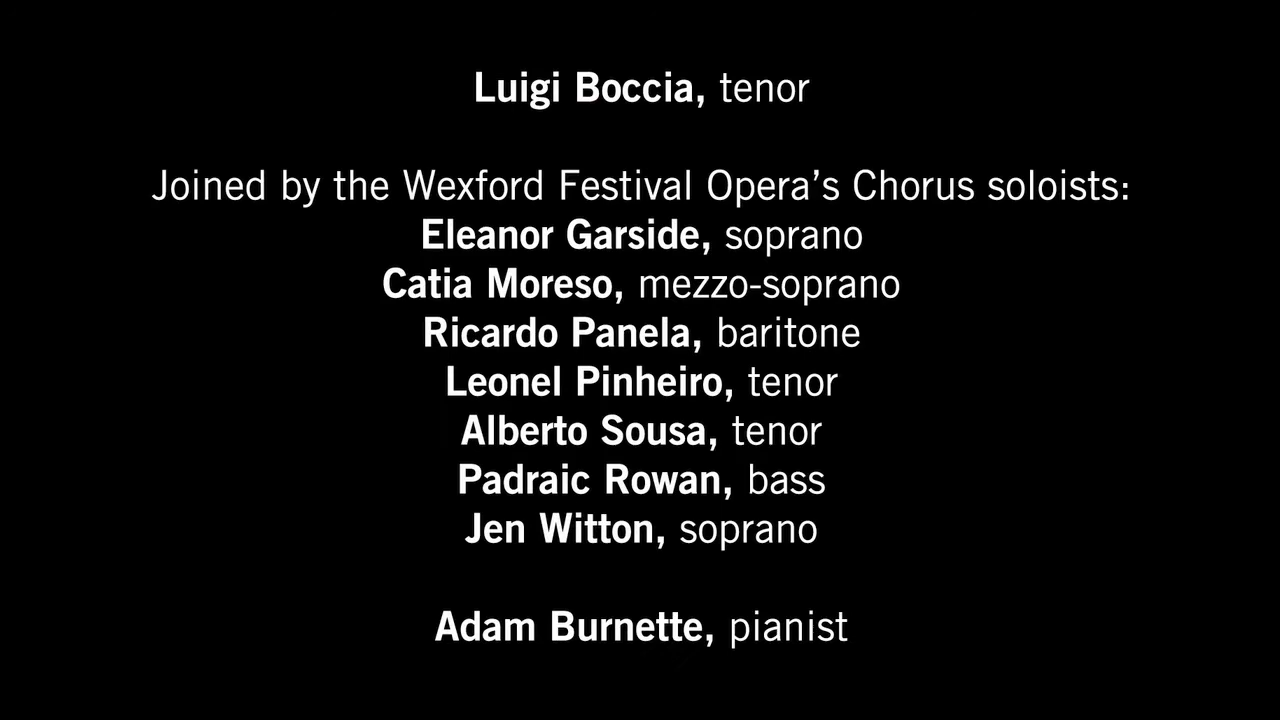 Luigi Boccia, tenor
Joined by the Wexford Festival Opera’s Chorus soloists:
Eleanor Garside, soprano
Catia Moreso, mezzo-soprano
Ricardo Panela, baritone
Leonel Pinheiro, tenor
Alberto Sousa, tenor
Padraic Rowan, bass
Jen Witton, soprano
Adam Burnette, pianist